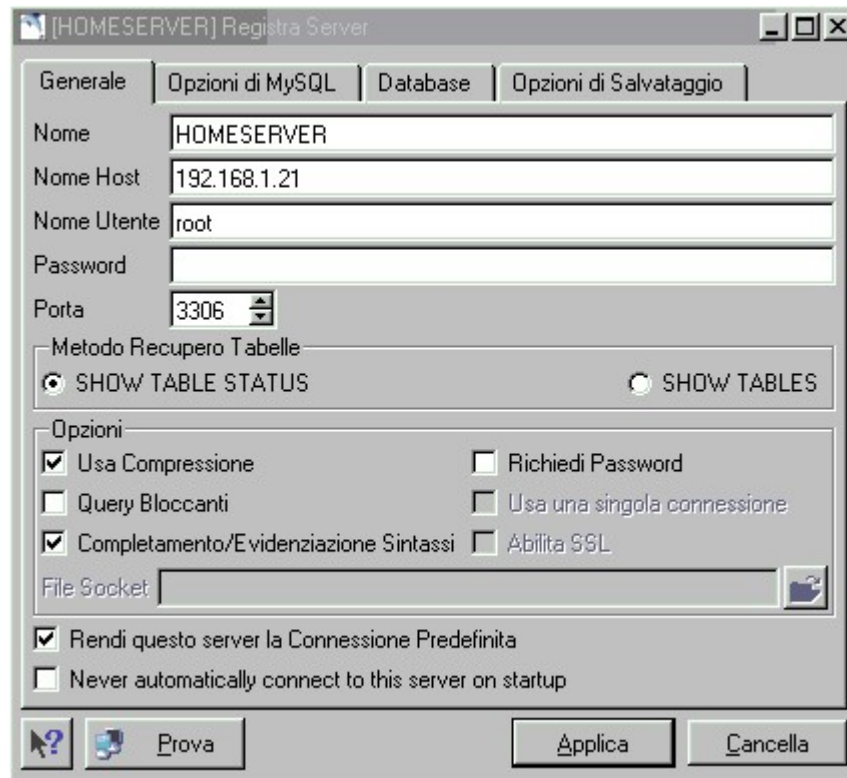 [HOMESERVER] Registra Server
Generale Opzioni di MySQL Database Opzioni di Salvataggio
Nome HOMESERVER
Nome Host 192.168.1.21
Nome Utente root
Password
Porta 3306
Metodo Recupero Tabelle
SHOW TABLE STATUS SHOW TABLES
Opzioni
Usa Compressione Richiedi Password
Query Bloccanti Usa una singola connessione
Completamento/Evidenziazione Sintassi Abilita SSL
File Socket
Rendi questo server la Connessione Predefinita
Never automatically connect to this server on startup
? Prova Applica Cancella